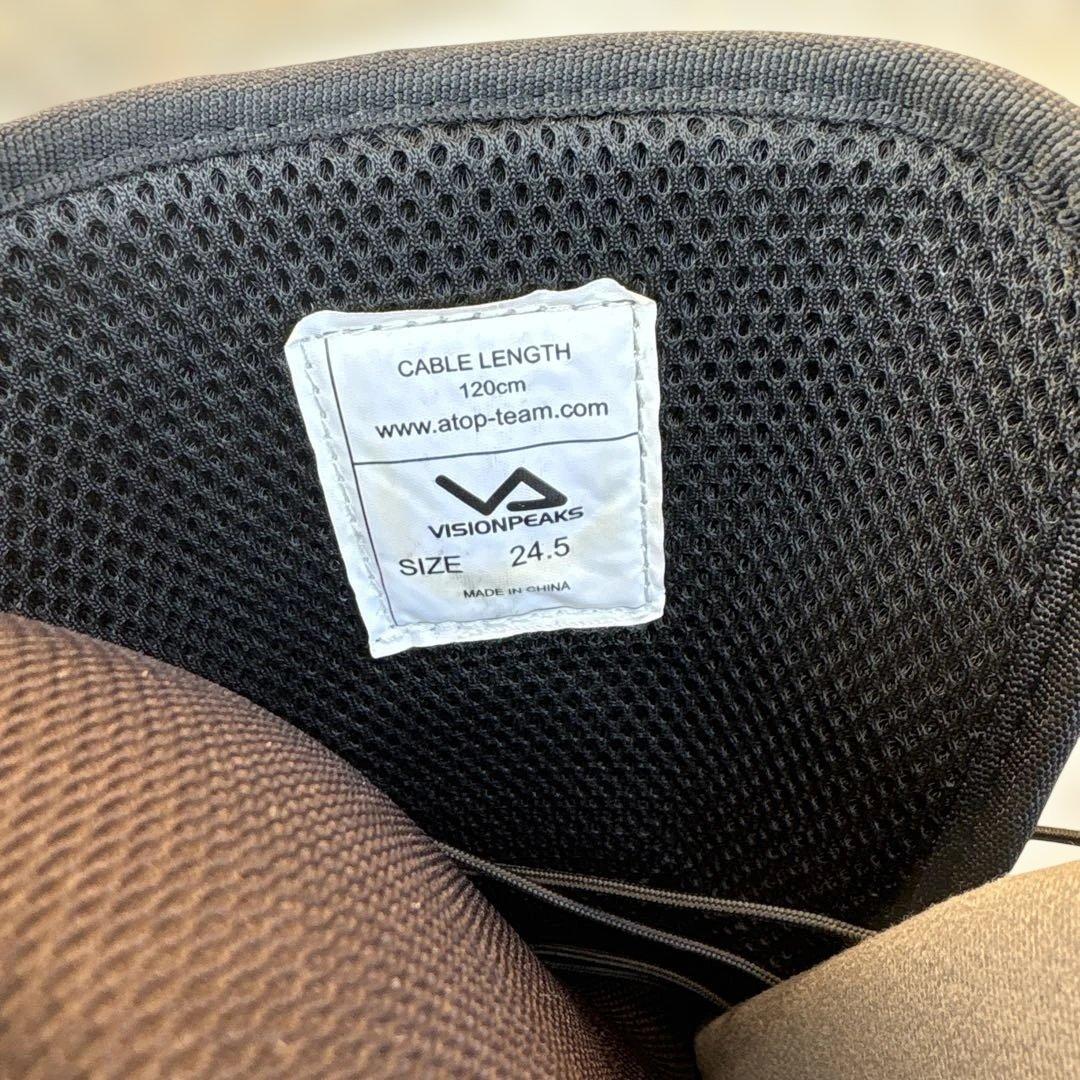 CABLE LENGTH
120cm
www.atop-team.com
VISIONPEAKS
SIZE 24.5
MADE IN CHINA